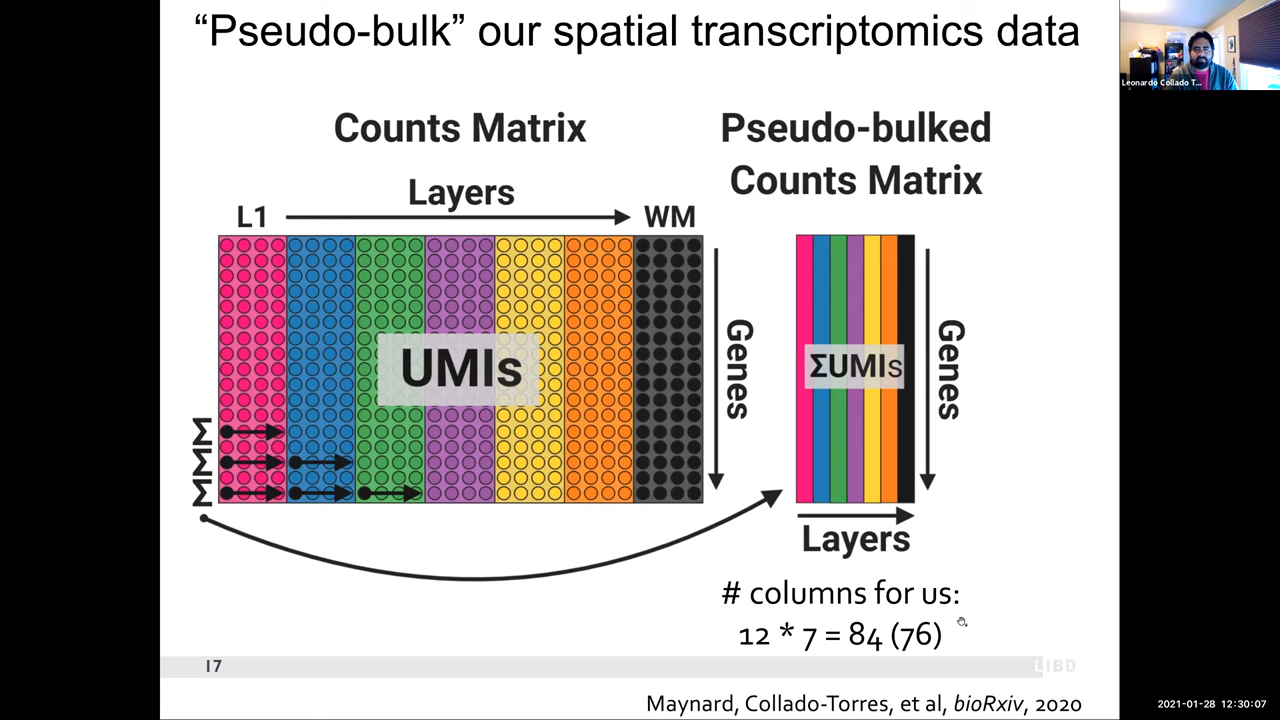 “Pseudo-bulk” our spatial transcriptomics data
Leonardo Collado T...
Counts Matrix
Pseudo-bulked
Counts Matrix
Layers
L1
WM
UMIs
Genes
ΣUMIs
Genes
ΣΣΣ
Layers
# columns for us:
12 * 7 = 84 (76)
17
LIBD
Maynard, Collado-Torres, et al, bioRxiv, 2020
2021-01-28 12:30:07